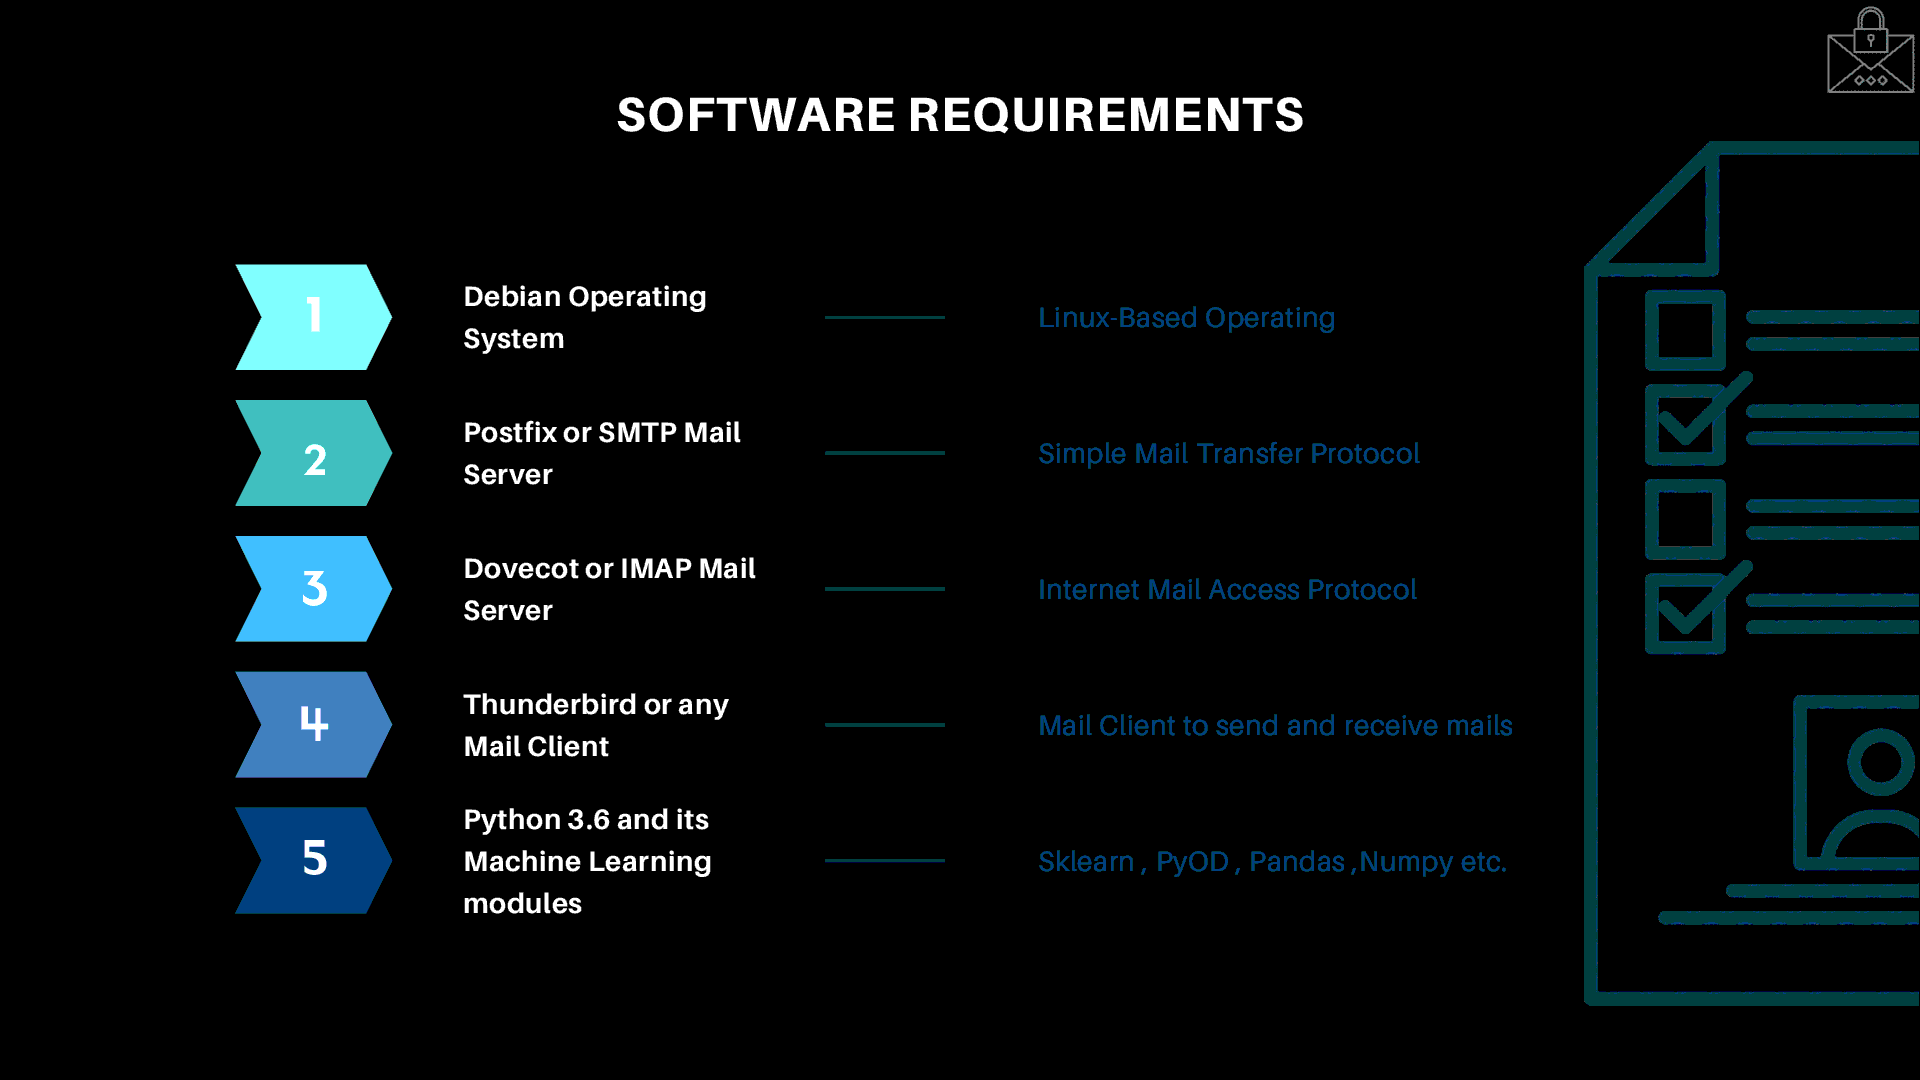 SOFTWARE REQUIREMENTS
1
Debian Operating
System
Linux-Based Operating
2
Postfix or SMTP Mail
Server
Simple Mail Transfer Protocol
3
Dovecot or IMAP Mail
Server
Internet Mail Access Protocol
4
Thunderbird or any
Mail Client
Mail Client to send and receive mails
5
Python 3.6 and its
Machine Learning
modules
Sklearn , PyOD , Pandas ,Numpy etc.